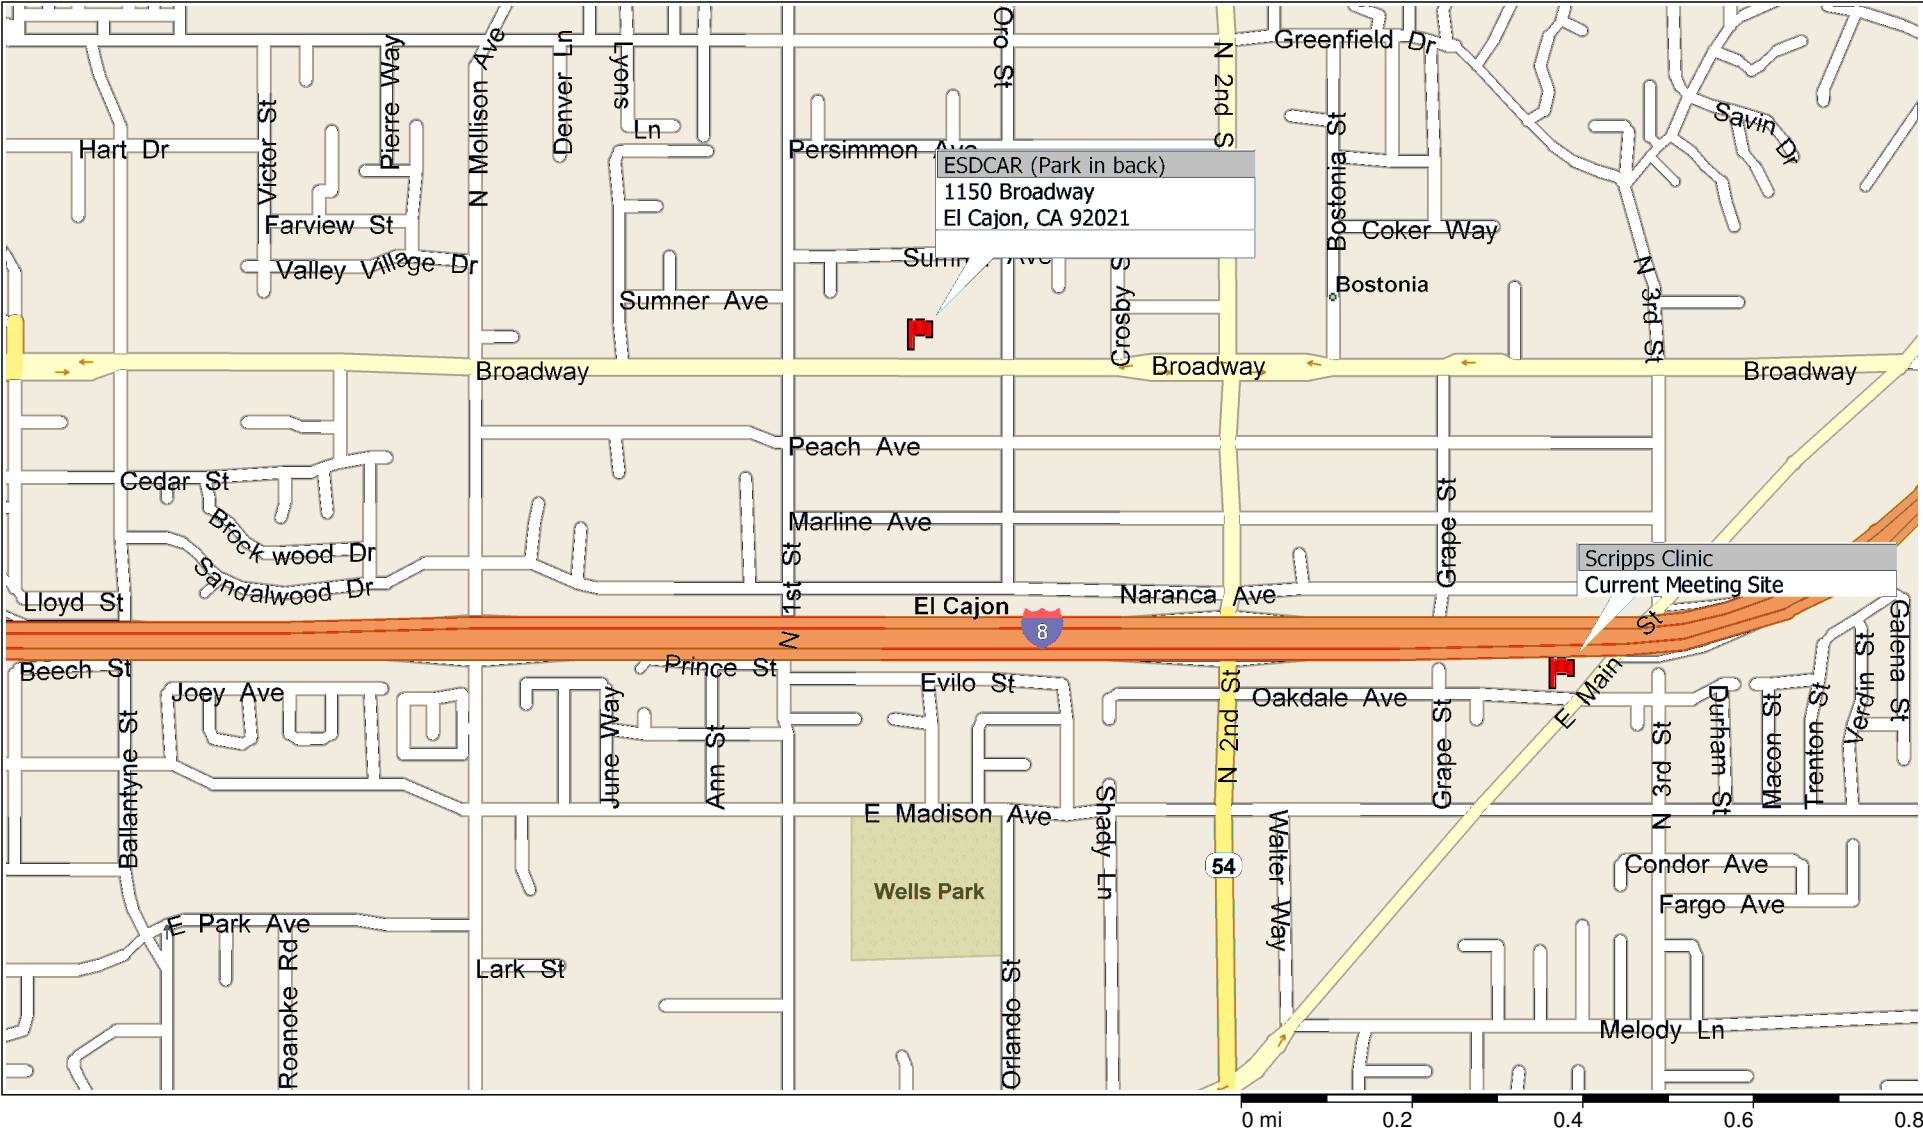 Oro St
Greenfield Dr
N 2nd S
Pierre Way
N Mollison Ave
Denver Ln
Lyons
Ln
Victor St
Hart Dr
Persimmon Ave
Bostonia St
Savin Dr
ESDCAR (Park in back)
1150 Broadway
El Cajon, CA 92021
Farview St
Coker Way
Valley Village Dr
Sumner Ave
Crosby S
N 3rd St
Bostonia
Sumner Ave
Broadway
Broadway
Broadway
Peach Ave
Cedar St
Grape St
Marline Ave
Brock wood Dr
Sandalwood Dr
N 1st St
Scripps Clinic
Current Meeting Site
Lloyd St
Naranca Ave
El Cajon
8
E Main St
Galena St
Beech St
Prince St
Verdin St
Joey Ave
Evilo St
Oakdale Ave
N 2nd St
June Way
Ann St
Grape St
N 3rd St
Durham St
Macon St
Trenton St
Ballantyne St
E Madison Ave
Shady Ln
Walter Way
54
Condor Ave
Wells Park
Fargo Ave
E Park Ave
Roanoke Rd
Lark St
Orlando St
Melody Ln
0 mi 0.2 0.4 0.6 0.8